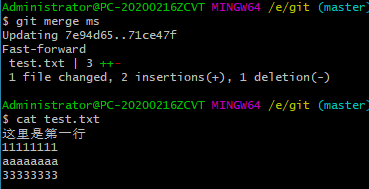 Administrator@PC-20200216ZCVT MINGW64 /e/git (master)
$ git merge ms
Updating 7e94d65..71ce47f
Fast-forward
 test.txt | 3 ++-
 1 file changed, 2 insertions(+), 1 deletion(-)
Administrator@PC-20200216ZCVT MINGW64 /e/git (master)
$ cat test.txt
这里是第一行
11111111
aaaaaaaa
33333333